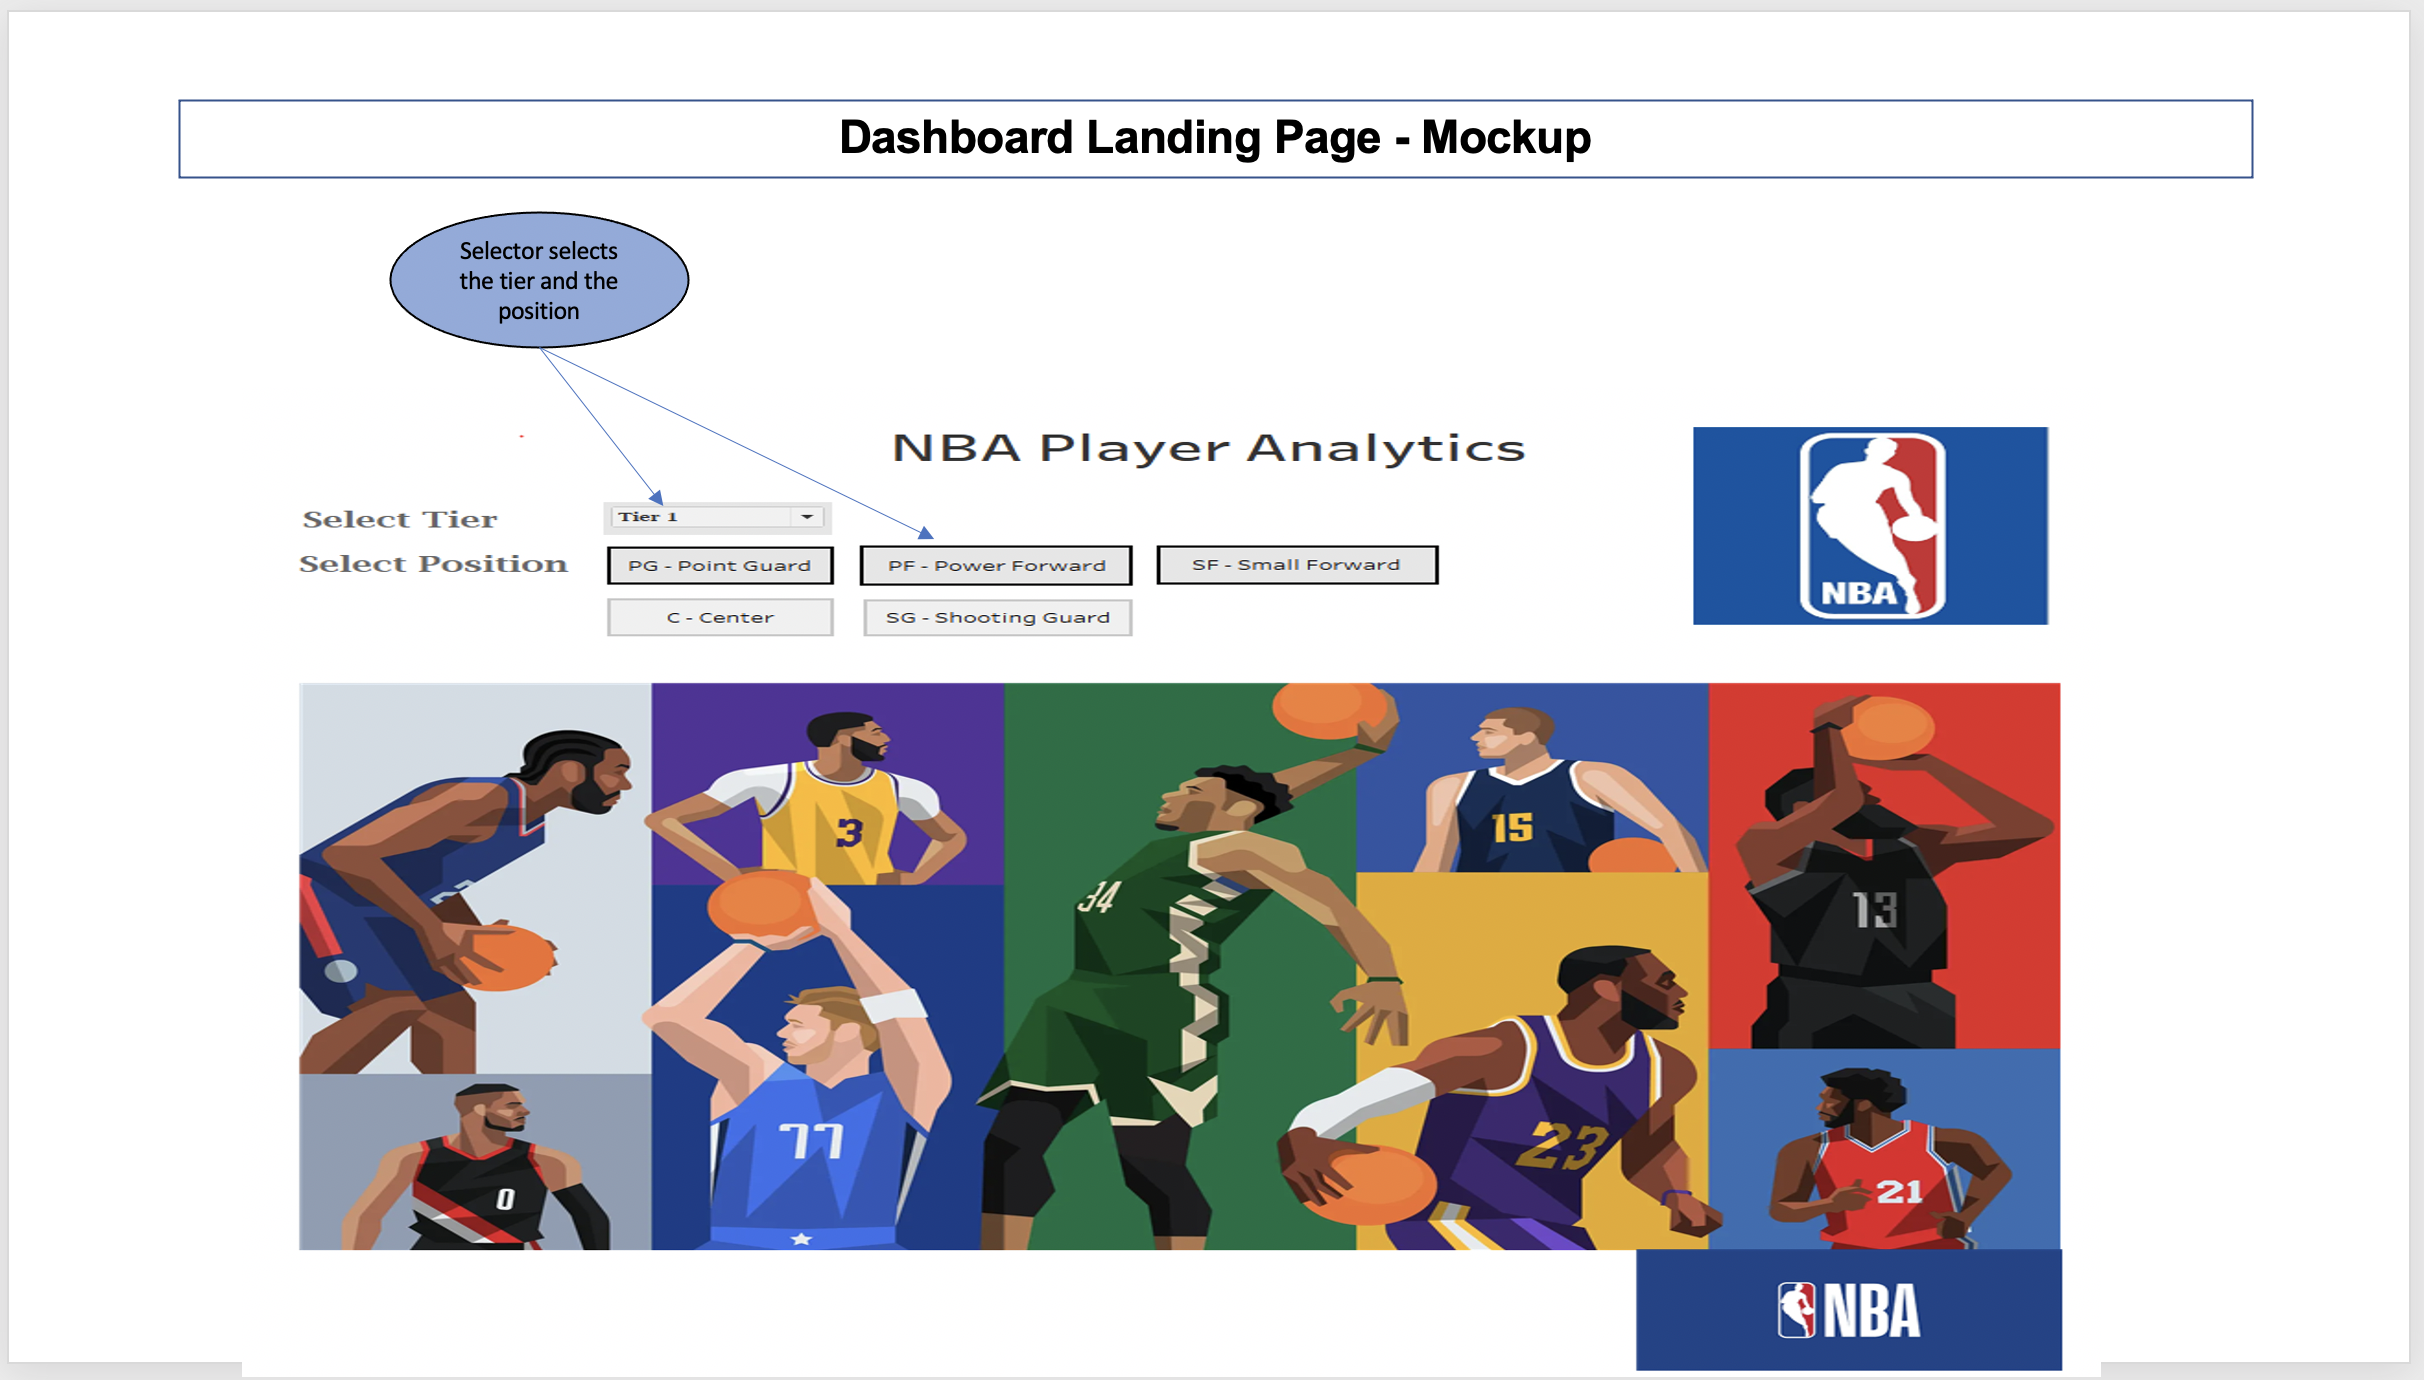 Dashboard Landing Page - Mockup
Selector selects
the tier and the
position
NBA Player Analytics
Select Tier
Tier 1
Select Position
PG - Point Guard
PF - Power Forward
SF - Small Forward
C - Center
SG - Shooting Guard
NBA
3
15
13
34
77
23
0
21
NBA